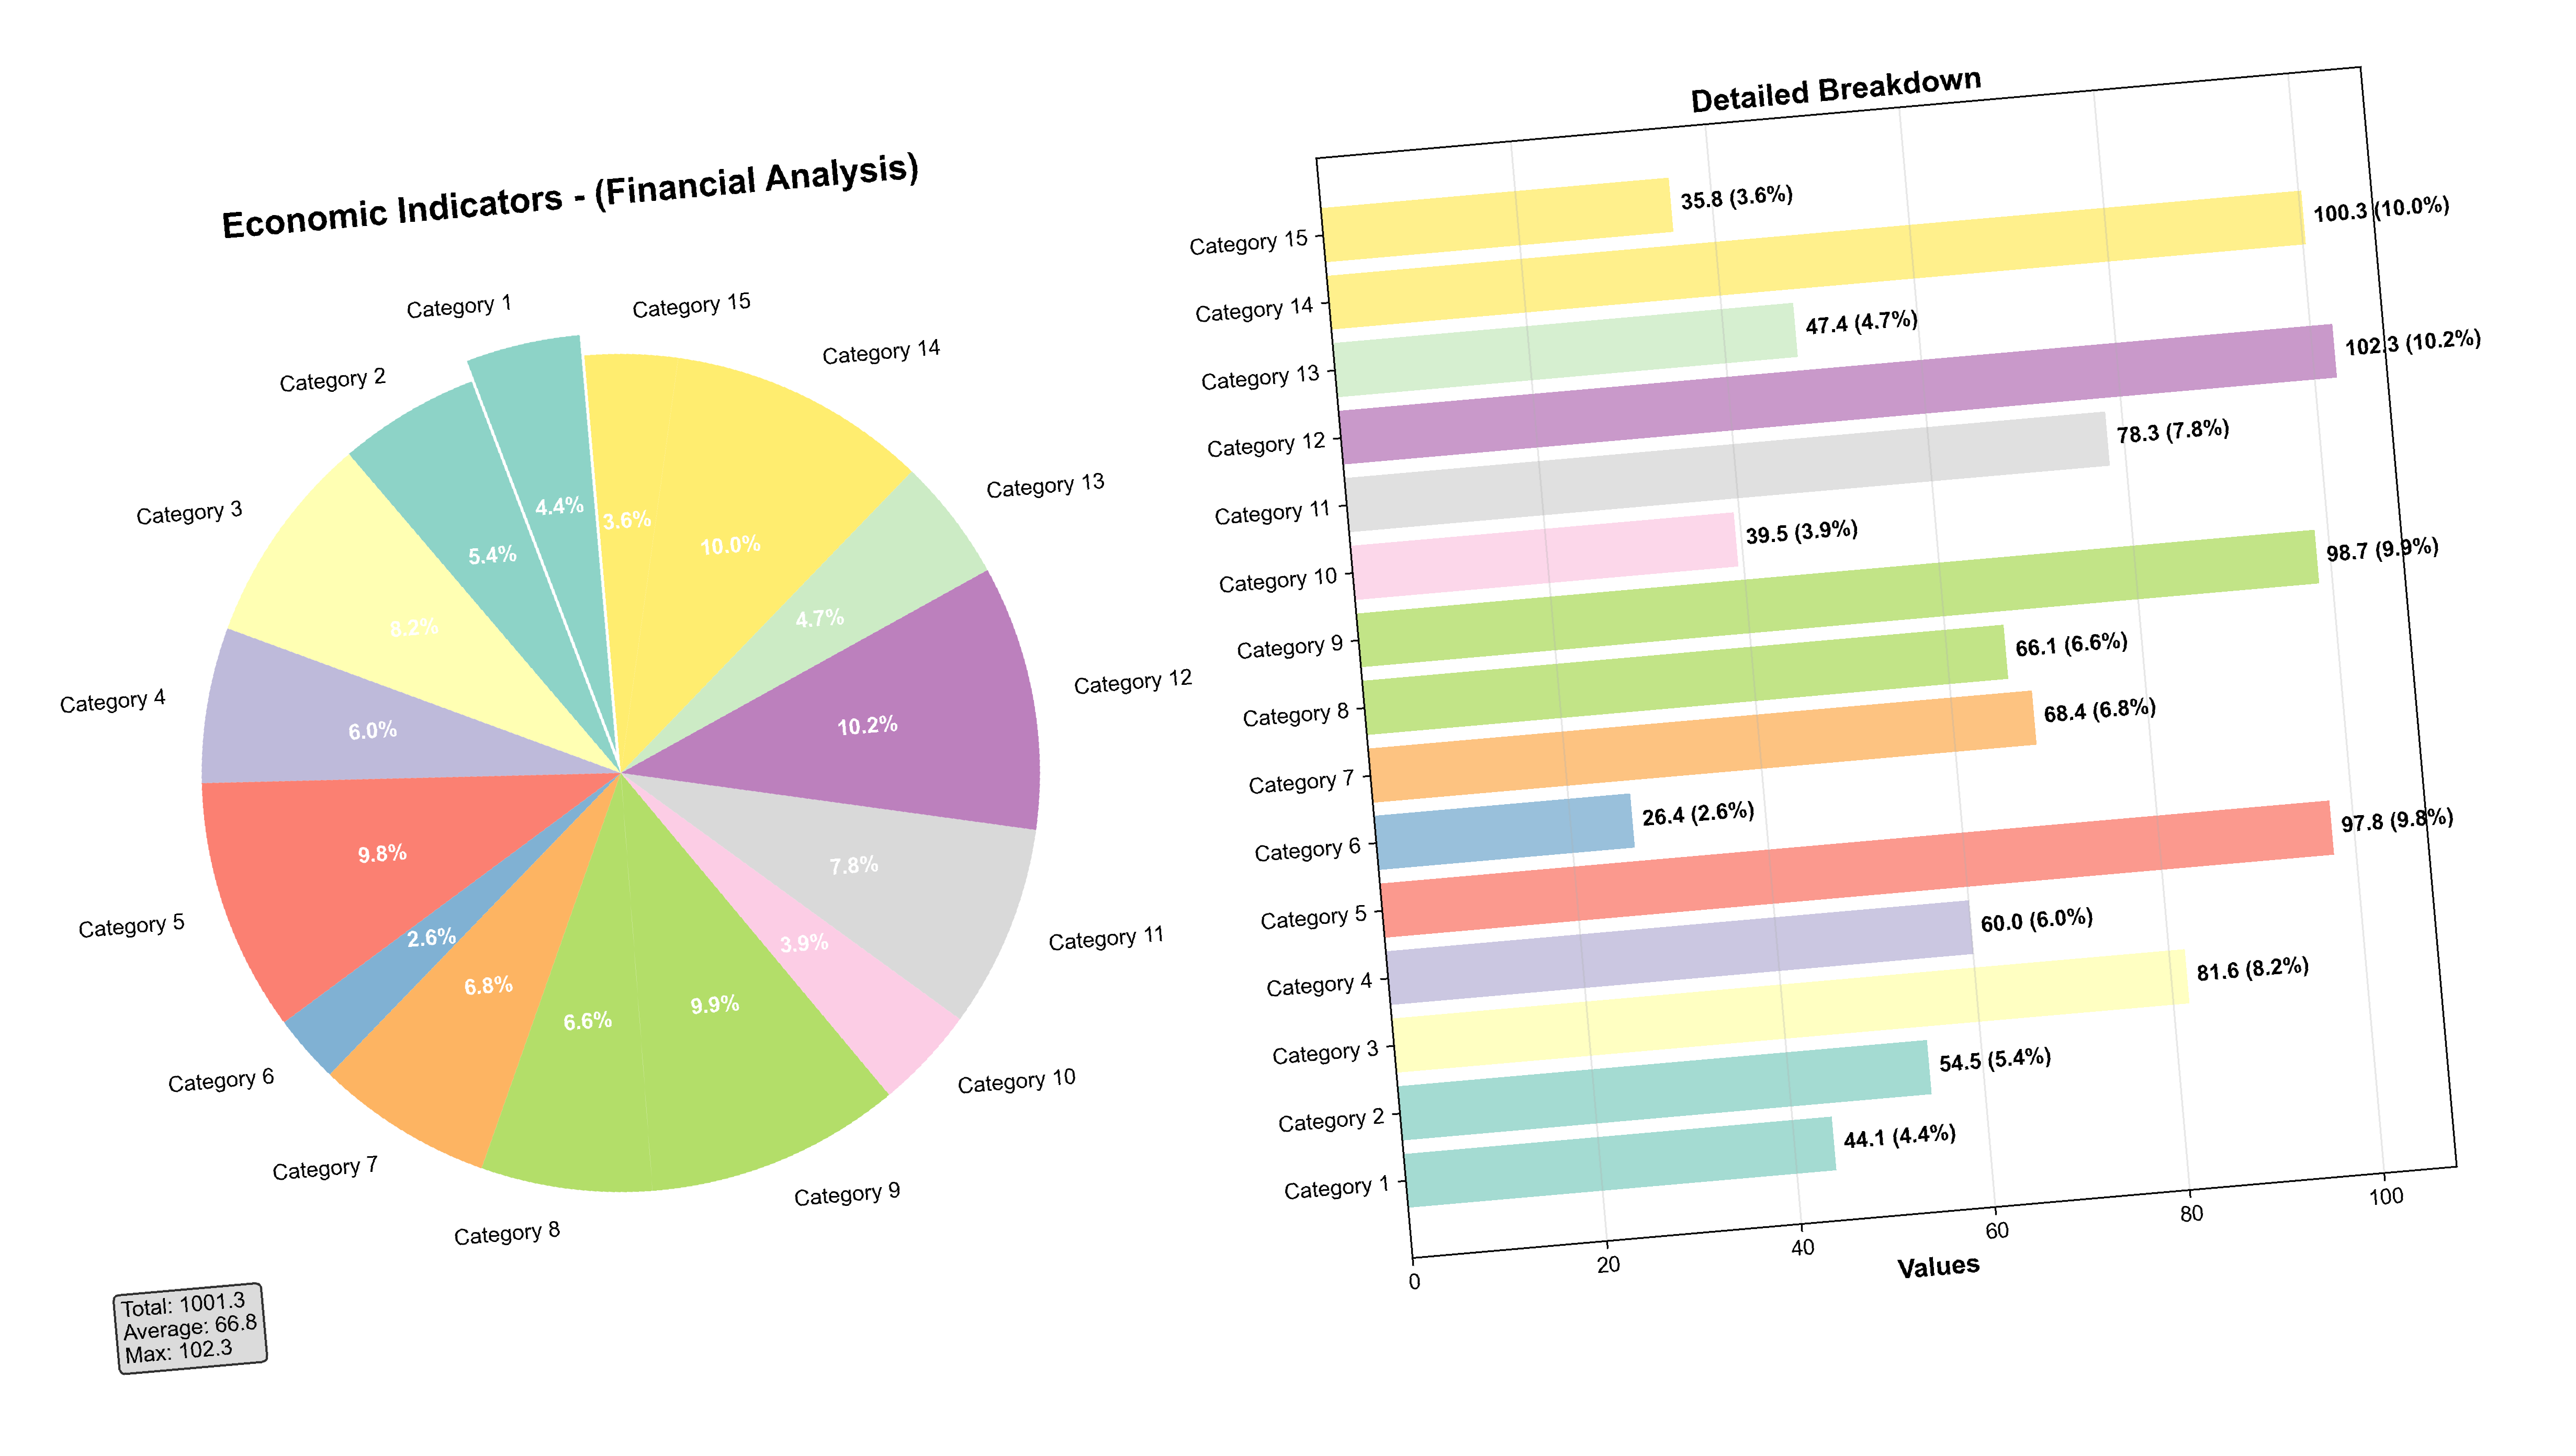 Economic Indicators - (Financial Analysis)
Category 1
Category 2
Category 3
Category 4
Category 5
Category 6
Category 7
Category 8
Category 9
Category 10
Category 11
Category 12
Category 13
Category 14
Category 15
4.4%
5.4%
8.2%
6.0%
9.8%
2.6%
6.8%
6.6%
9.9%
3.9%
7.8%
10.2%
4.7%
10.0%
3.6%
Total: 1001.3
Average: 66.8
Max: 102.3
Detailed Breakdown
Category 15
35.8 (3.6%)
Category 14
100.3 (10.0%)
Category 13
47.4 (4.7%)
Category 12
102.3 (10.2%)
Category 11
78.3 (7.8%)
Category 10
39.5 (3.9%)
Category 9
98.7 (9.9%)
Category 8
66.1 (6.6%)
Category 7
68.4 (6.8%)
Category 6
26.4 (2.6%)
Category 5
97.8 (9.8%)
Category 4
60.0 (6.0%)
Category 3
81.6 (8.2%)
Category 2
54.5 (5.4%)
Category 1
44.1 (4.4%)
0 20 40 60 80 100
Values